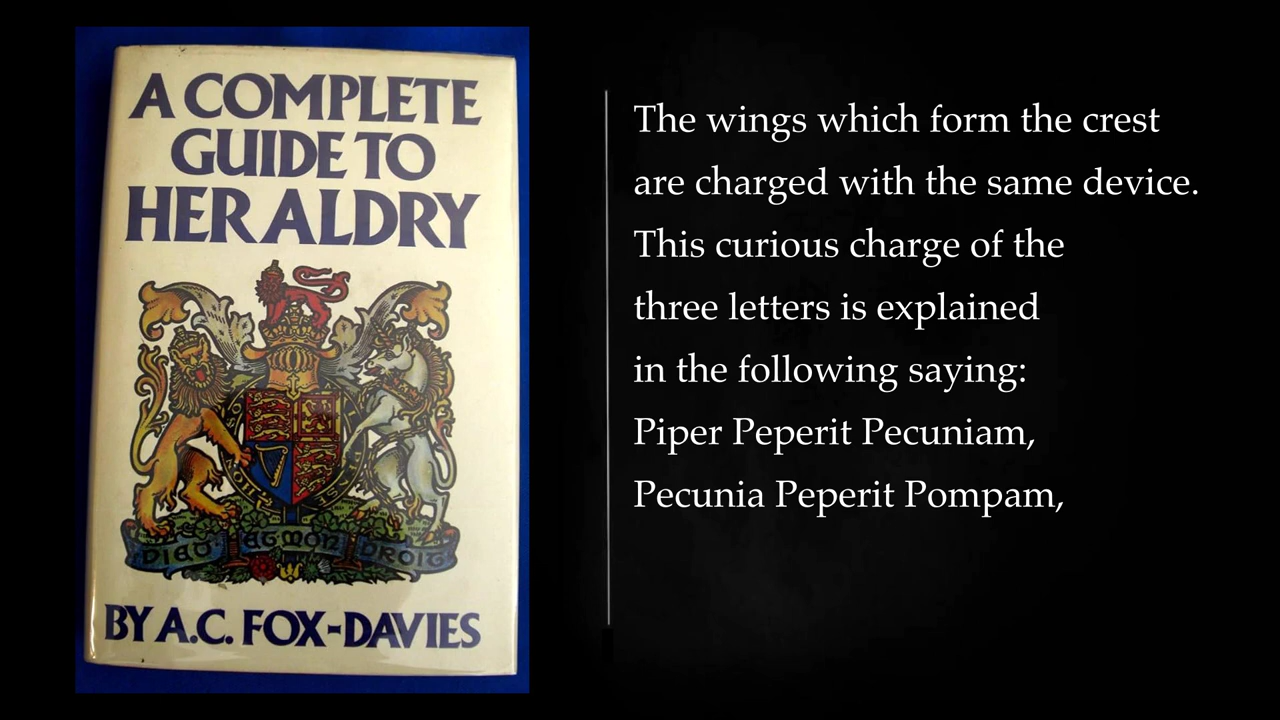 A COMPLETE
GUIDE TO
HERALDRY
DIEU ET MON DROIT
BY A.C. FOX-DAVIES
The wings which form the crest
are charged with the same device.
This curious charge of the
three letters is explained
in the following saying:
Piper Peperit Pecuniam,
Pecunia Peperit Pompam,